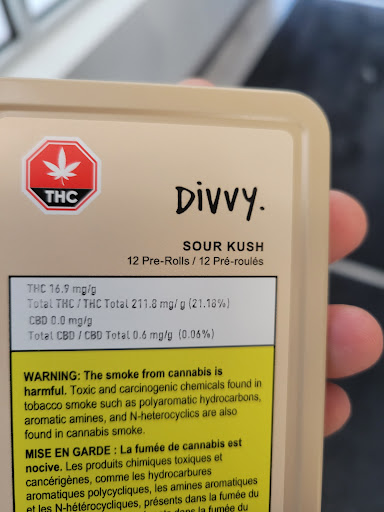 THC
DIVVY.
SOUR KUSH
12 Pre-Rolls / 12 Pré-roulés
THC 16.9 mg/g
Total THC / THC Total 211.8 mg/g (21.18%)
CBD 0.0 mg/g
Total CBD / CBD Total 0.6 mg/g (0.06%)
WARNING: The smoke from cannabis is
harmful. Toxic and carcinogenic chemicals found in
tobacco smoke such as polyaromatic hydrocarbons,
aromatic amines, and N-heterocyclics are also
found in cannabis smoke.
MISE EN GARDE : La fumée de cannabis est
nocive. Les produits chimiques toxiques et
cancérigènes, comme les hydrocarbures
aromatiques polycycliques, les amines aromatiques
et les N-hétérocycliques, présents dans la fumée du
la fumée du